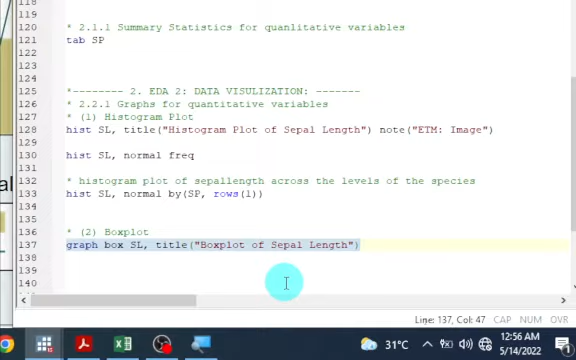 118
119
120 * 2.1.1 Summary Statistics for quanlitative variables
121 tab SP
122
123
124
125 *-------- 2. EDA 2: DATA VISULIZATION: -------
126 * 2.2.1 Graphs for quantitative variables
127 * (1) Histogram Plot
128 hist SL, title("Histogram Plot of Sepal Length") note("ETM: Image")
129
130 hist SL, normal freq
131
132 * histogram plot of sepallength across the levels of the species
133 hist SL, normal by(SP, rows(1))
134
135
136 * (2) Boxplot
137 graph box SL, title("Boxplot of Sepal Length")
138
139
140
Line: 137, Col: 47 CAP NUM OVR
31°C
12:56 AM
5/14/2022
1